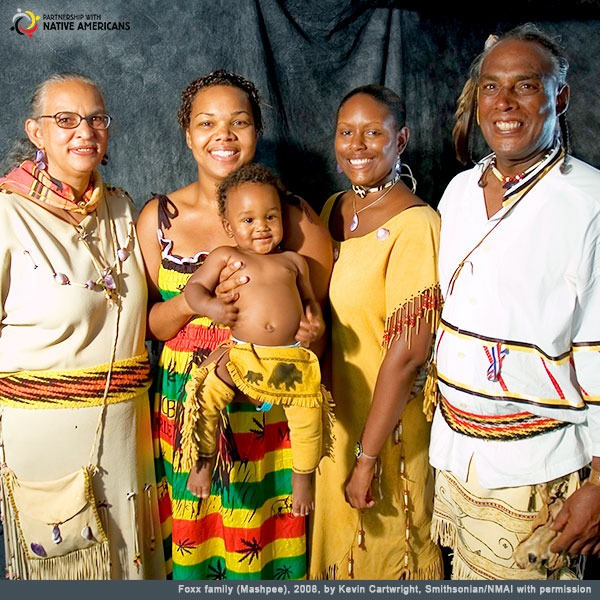 PARTNERSHIP WITH
NATIVE AMERICANS
Foxx family (Mashpee), 2008, by Kevin Cartwright, Smithsonian/NMAI with permission